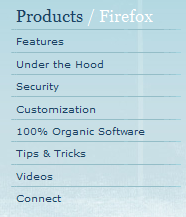 Products / Firefox
Features
Under the Hood
Security
Customization
100% Organic Software
Tips & Tricks
Videos
Connect